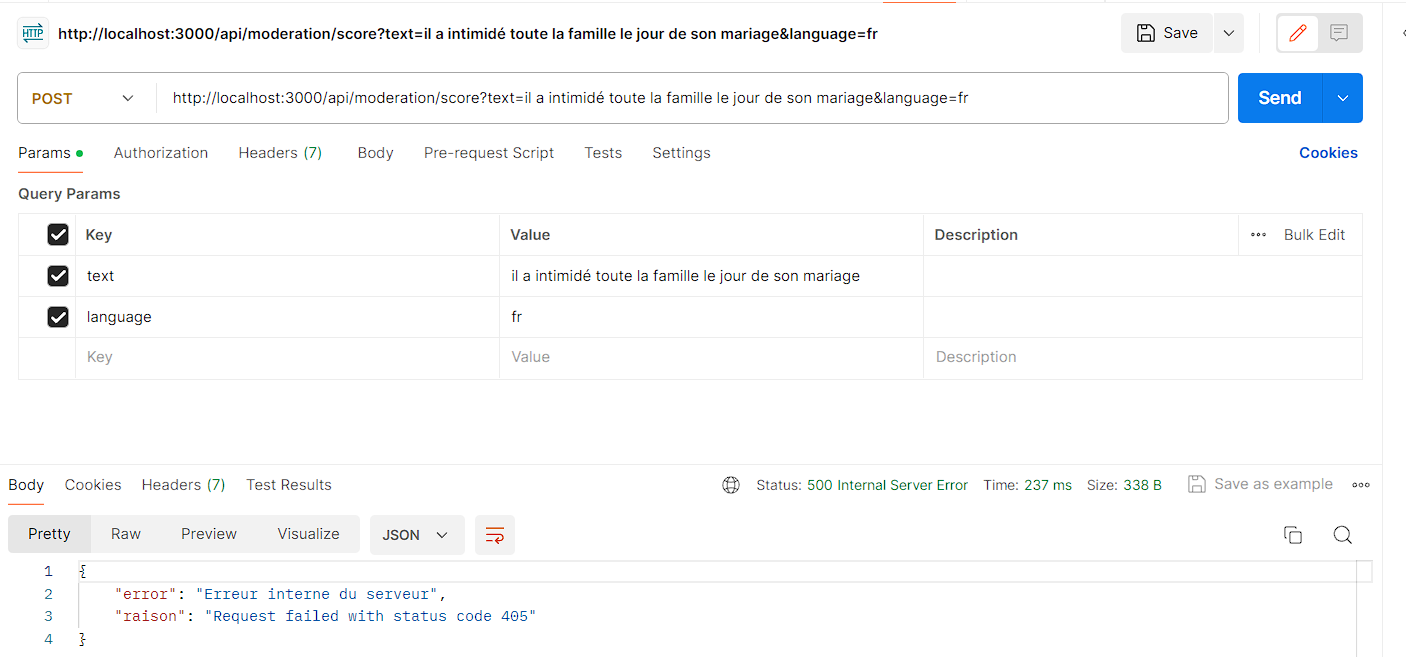 HTTP http://localhost:3000/api/moderation/score?text=il a intimidé toute la famille le jour de son mariage&language=fr Save
POST http://localhost:3000/api/moderation/score?text=il a intimidé toute la famille le jour de son mariage&language=fr Send
Params Authorization Headers (7) Body Pre-request Script Tests Settings Cookies
Query Params
Key Value Description Bulk Edit
text il a intimidé toute la famille le jour de son mariage
language fr
Key Value Description
Body Cookies Headers (7) Test Results Status: 500 Internal Server Error Time: 237 ms Size: 338 B Save as example
Pretty Raw Preview Visualize JSON
1 {
2 "error": "Erreur interne du serveur",
3 "raison": "Request failed with status code 405"
4 }